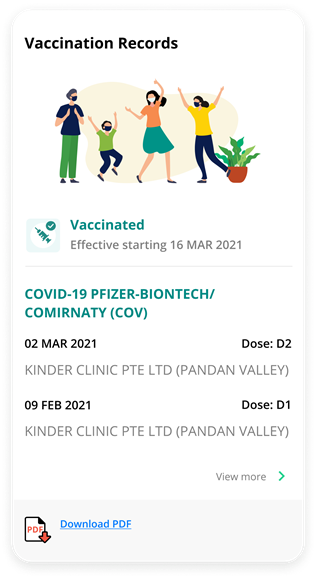 Vaccination Records
Vaccinated
Effective starting 16 MAR 2021
COVID-19 PFIZER-BIONTECH/
COMIRNATY (COV)
02 MAR 2021 Dose: D2
KINDER CLINIC PTE LTD (PANDAN VALLEY)
09 FEB 2021 Dose: D1
KINDER CLINIC PTE LTD (PANDAN VALLEY)
View more
PDF Download PDF